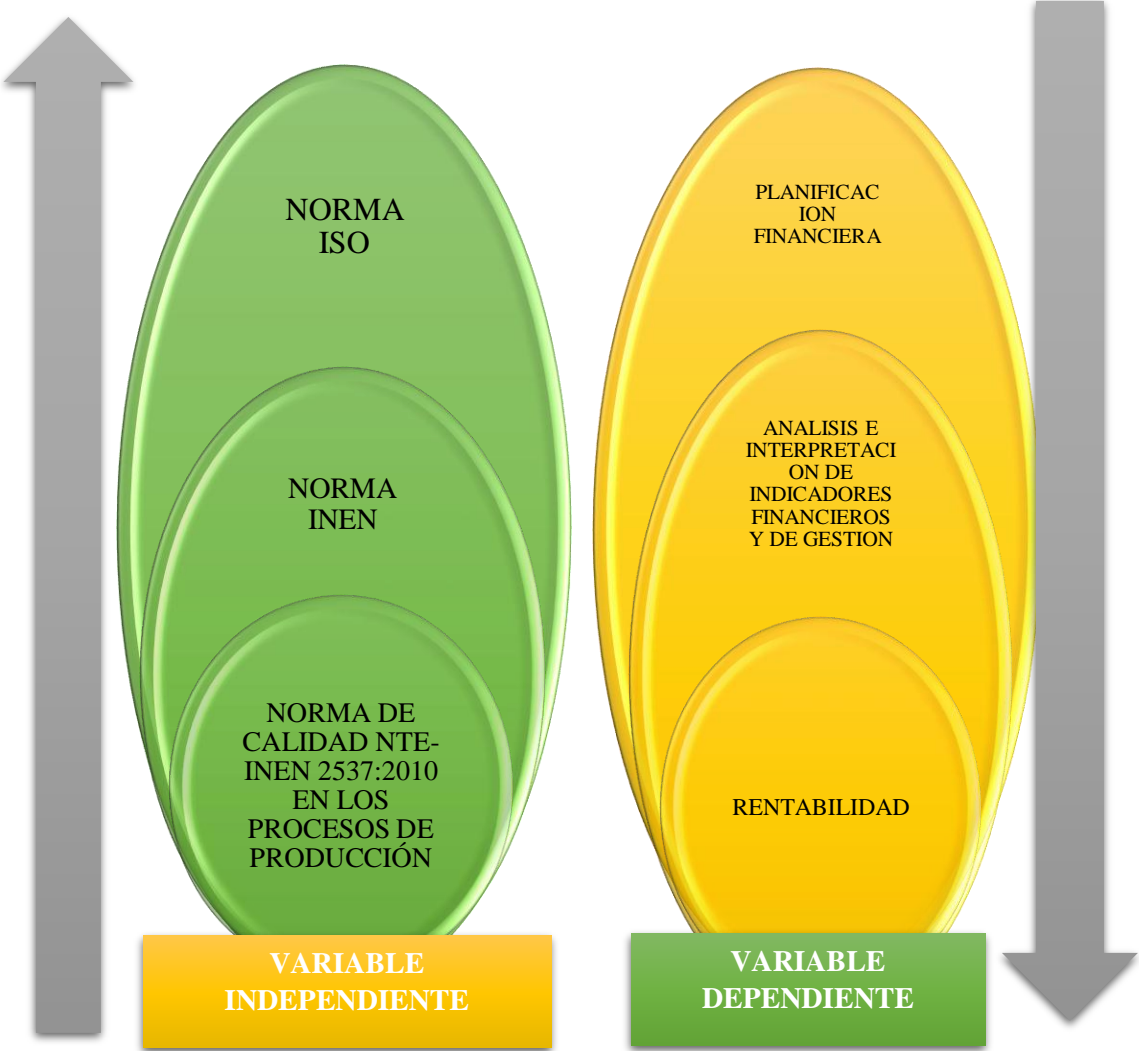 NORMA
ISO
NORMA
INEN
NORMA DE
CALIDAD NTE-
INEN 2537:2010
EN LOS
PROCESOS DE
PRODUCCIÓN
VARIABLE
INDEPENDIENTE
PLANIFICAC
ION
FINANCIERA
ANALISIS E
INTERPRETACI
ON DE
INDICADORES
FINANCIEROS
Y DE GESTION
RENTABILIDAD
VARIABLE
DEPENDIENTE